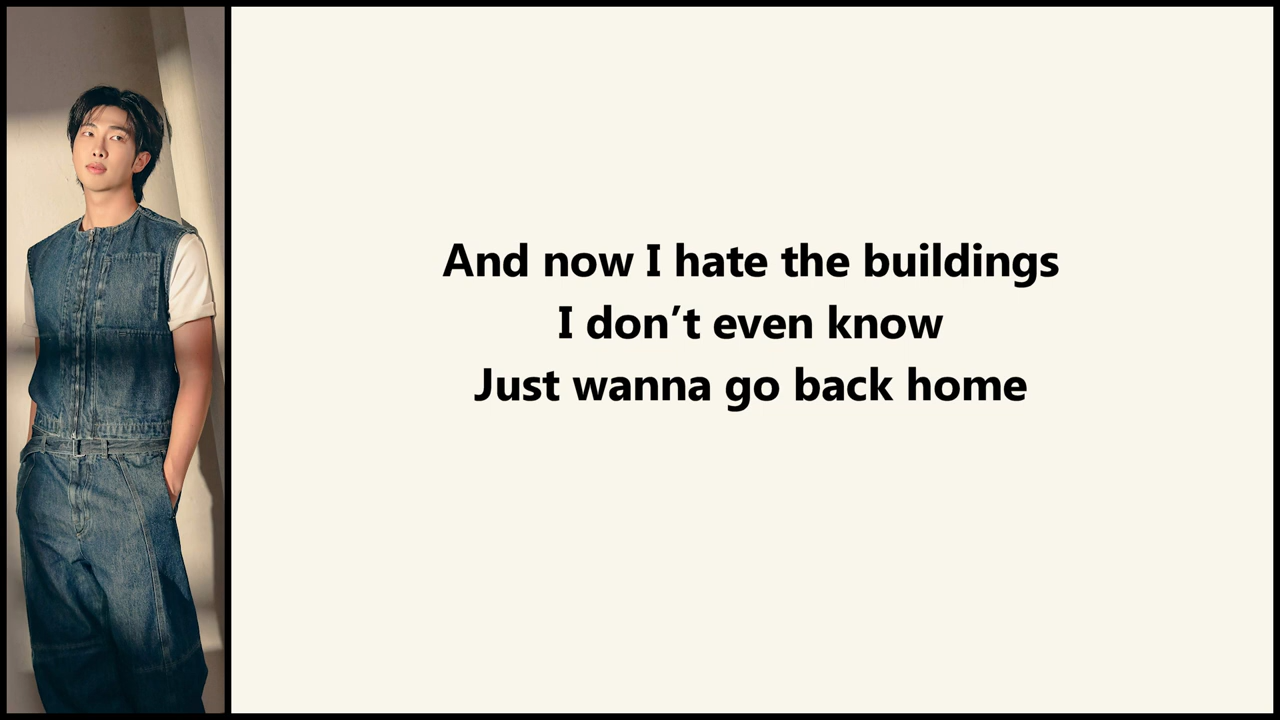 And now I hate the buildings
I don’t even know
Just wanna go back home